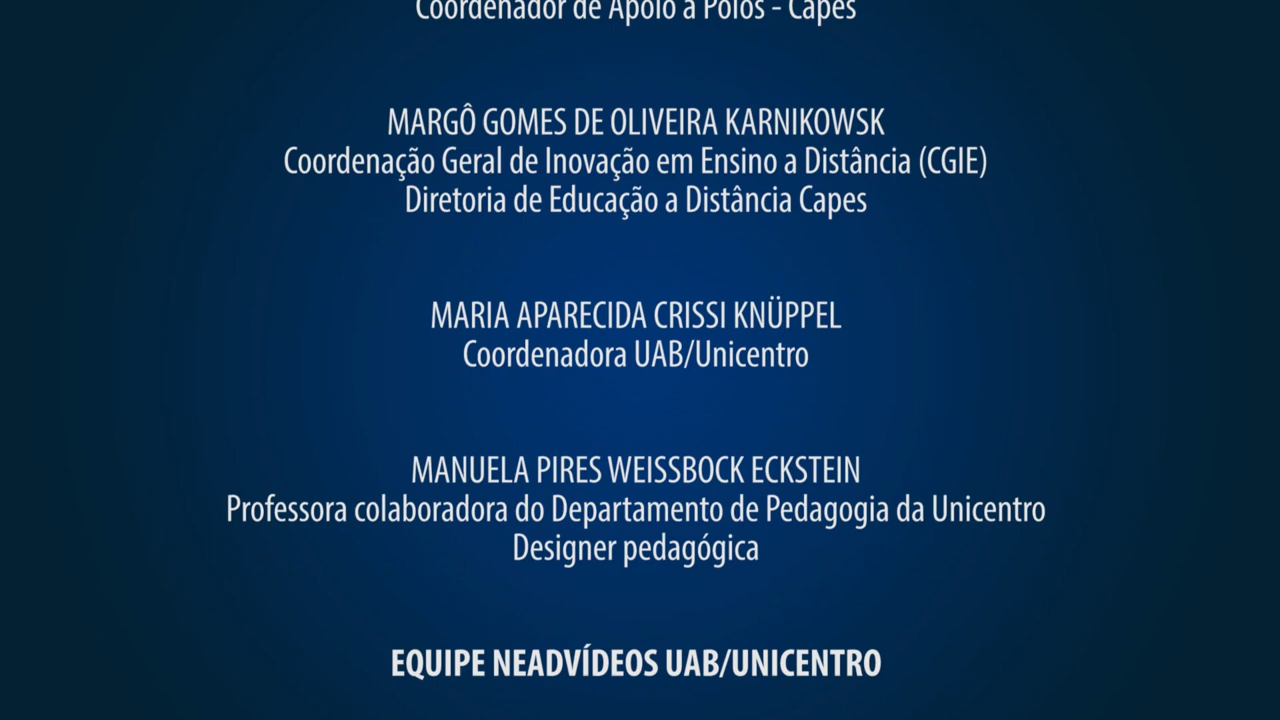 Coordenador de Apoio a Polos - Capes
MARGÔ GOMES DE OLIVEIRA KARNIKOWSK
Coordenação Geral de Inovação em Ensino a Distância (CGIE)
Diretoria de Educação a Distância Capes
MARIA APARECIDA CRISSI KNÜPPEL
Coordenadora UAB/Unicentro
MANUELA PIRES WEISSBOCK ECKSTEIN
Professora colaboradora do Departamento de Pedagogia da Unicentro
Designer pedagógica
EQUIPE NEADVÍDEOS UAB/UNICENTRO